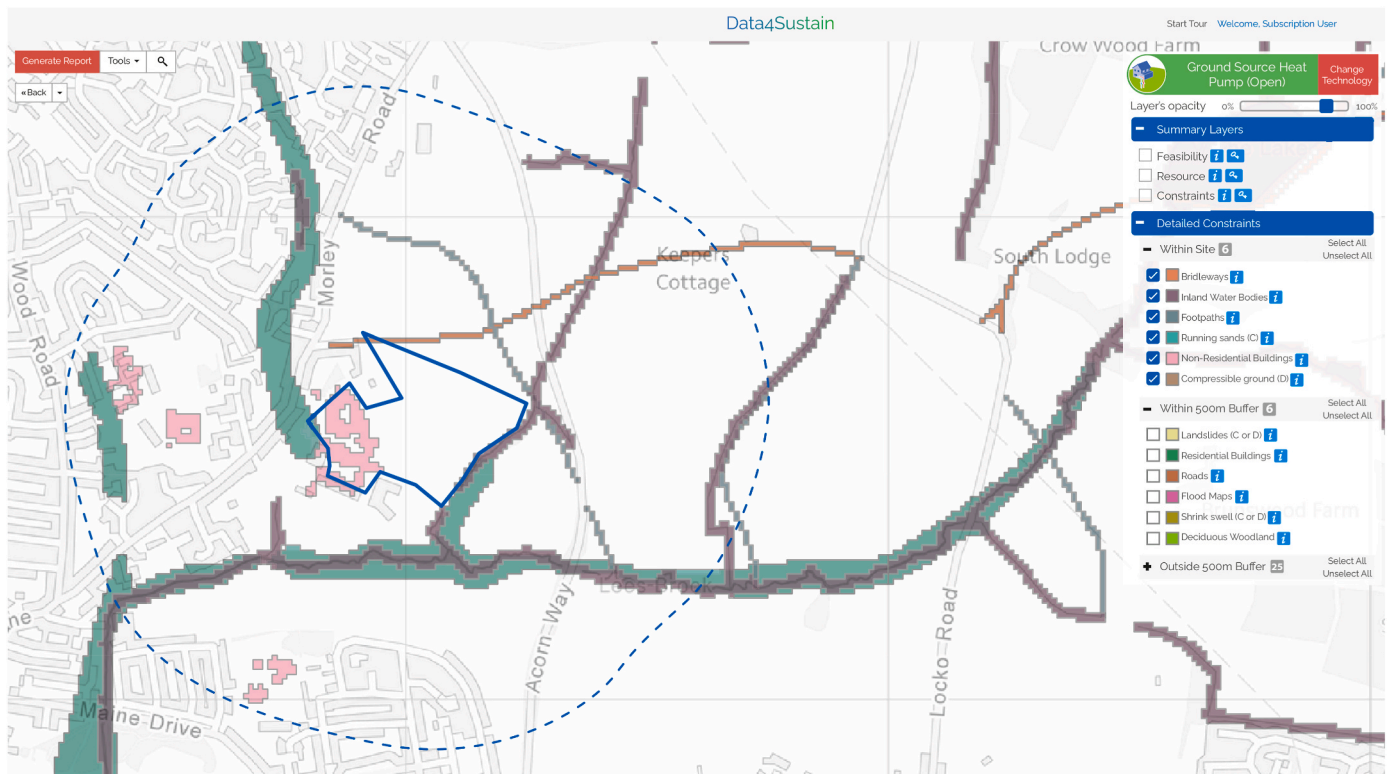 Data4Sustain
Start Tour Welcome, Subscription User
Crow Wood Farm
Generate Report Tools
«Back
Ground Source Heat
Pump (Open)
Change
Technology
Layer's opacity 0% 100%
Summary Layers
Feasibility
Resource
Constraints
Detailed Constraints
Within Site 6
Select All
Unselect All
Bridleways
Inland Water Bodies
Footpaths
Running sands (C)
Non-Residential Buildings
Compressible ground (D)
Within 500m Buffer 6
Select All
Unselect All
Landslides (C or D)
Residential Buildings
Roads
Flood Maps
Shrink swell (C or D)
Deciduous Woodland
Outside 500m Buffer 25
Select All
Unselect All
Morley
Road
Wood Road
Keepers
Cottage
South Lodge
Acorn Way
Locko Road
Maine Drive